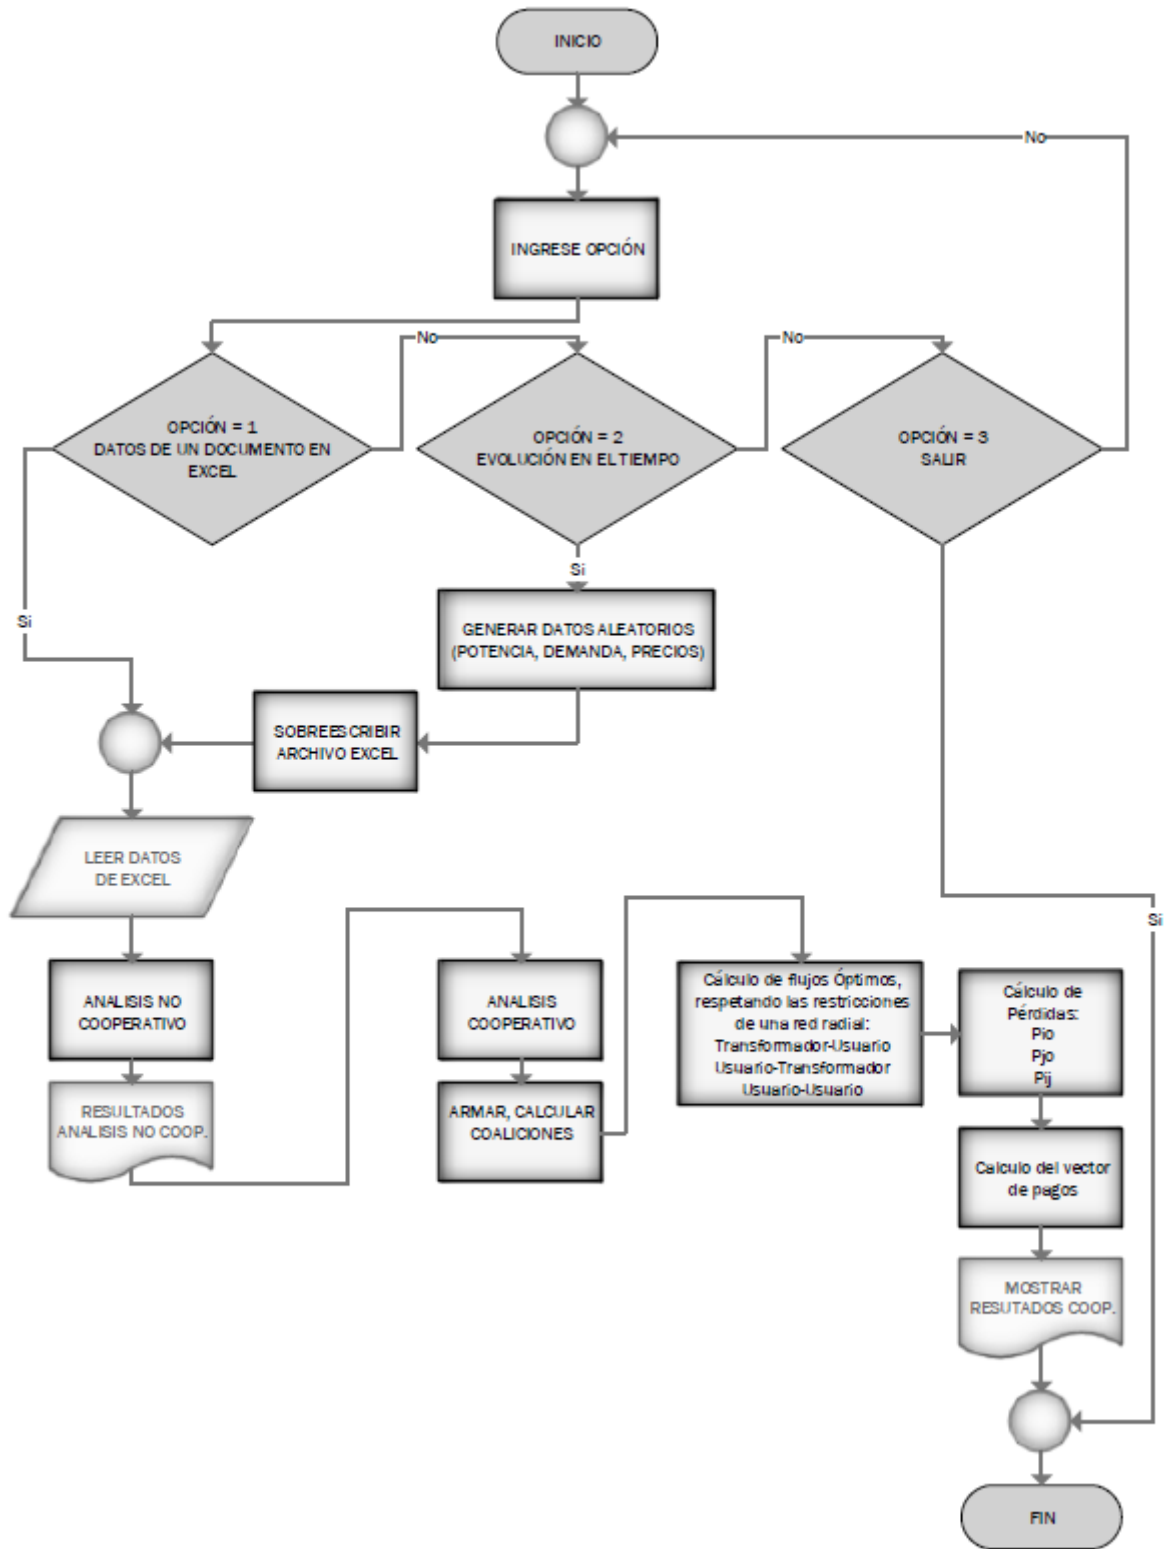 INICIO
No
INGRESE OPCIÓN
No
No
OPCIÓN = 1
DATOS DE UN DOCUMENTO EN
EXCEL
OPCIÓN = 2
EVOLUCIÓN EN EL TIEMPO
OPCIÓN = 3
SALIR
Si
Si
GENERAR DATOS ALEATORIOS
(POTENCIA, DEMANDA, PRECIOS)
SOBREESCRIBIR
ARCHIVO EXCEL
LEER DATOS
DE EXCEL
Si
ANALISIS NO
COOPERATIVO
ANALISIS
COOPERATIVO
Cálculo de flujos Óptimos,
respetando las restricciones
de una red radial:
Transformador-Usuario
Usuario-Transformador
Usuario-Usuario
Cálculo de
Pérdidas:
Pio
Pjo
Pij
RESULTADOS
ANALISIS NO COOP.
ARMAR, CALCULAR
COALICIONES
Calculo del vector
de pagos
MOSTRAR
RESUTADOS COOP.
FIN